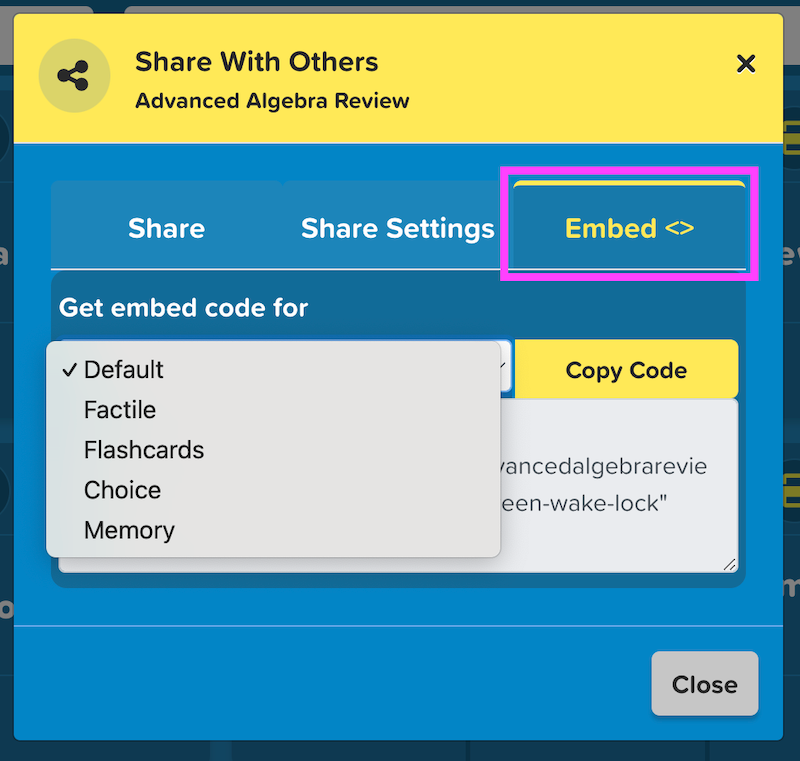 Share With Others
Advanced Algebra Review
Share
Share Settings
Embed <>
Get embed code for
✓ Default
Copy Code
Factile
Flashcards
vancedalgebrarevie
Choice
een-wake-lock"
Memory
Close